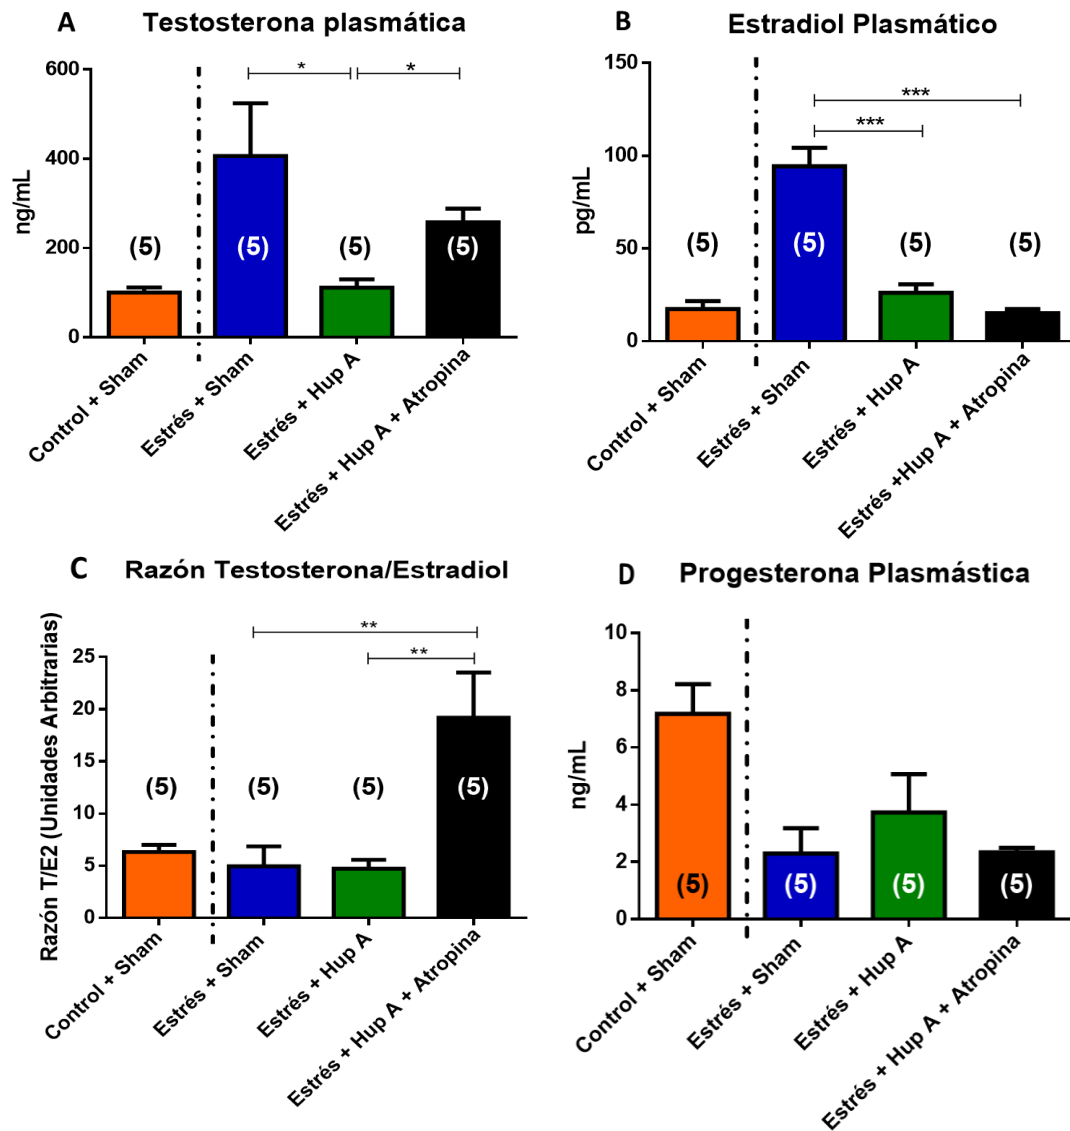 A Testosterona plasmática
ng/mL
600
400
200
0
* *
(5) (5) (5) (5)
Control + Sham
Estrés + Sham
Estrés + Hup A
Estrés + Hup A + Atropina
B Estradiol Plasmático
pg/mL
150
100
50
0
***
***
(5) (5) (5) (5)
Control + Sham
Estrés + Sham
Estrés + Hup A
Estrés +Hup A + Atropina
C Razón Testosterona/Estradiol
Razón T/E2 (Unidades Arbitrarias)
25
20
15
10
5
0
**
**
(5) (5) (5) (5)
Control + Sham
Estrés + Sham
Estrés + Hup A
Estrés + Hup A + Atropina
D Progesterona Plasmástica
ng/mL
10
8
6
4
2
0
(5) (5) (5) (5)
Control + Sham
Estrés + Sham
Estrés + Hup A
Estrés + Hup A + Atropina